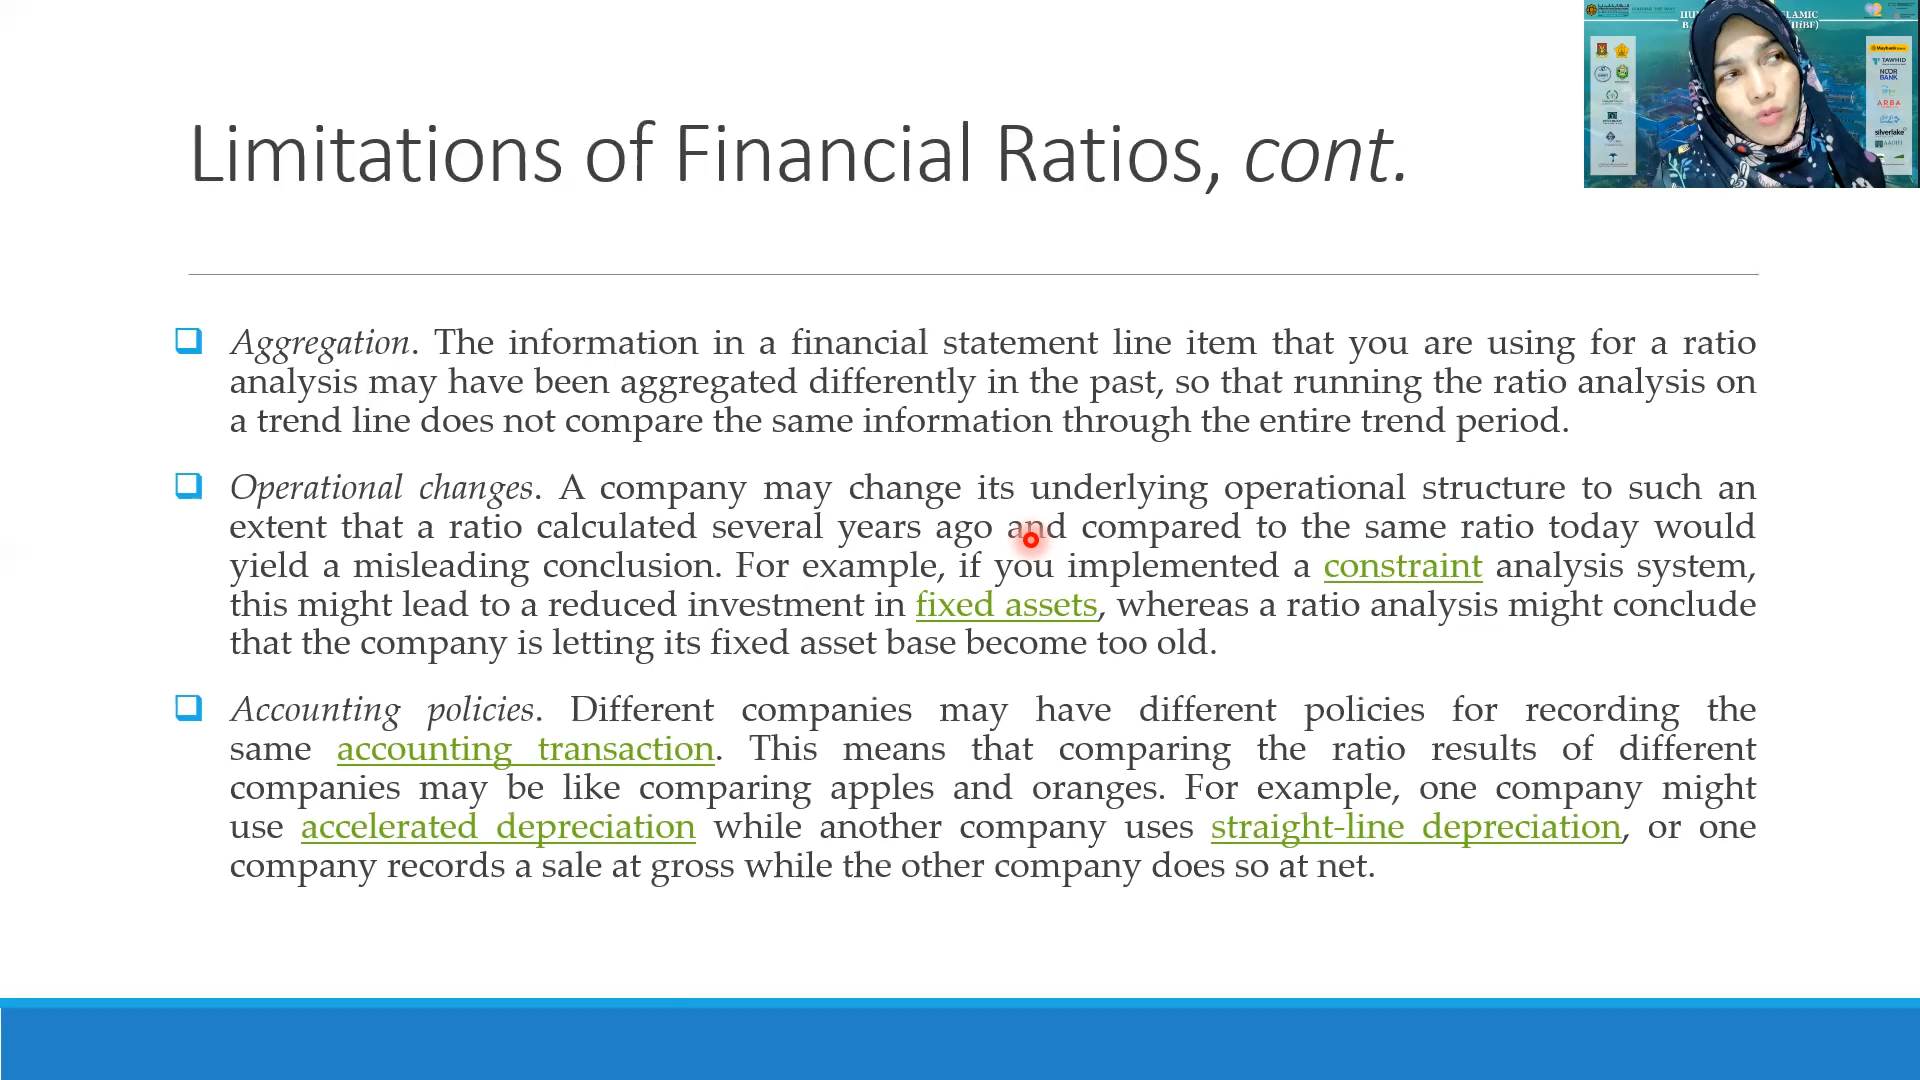 Limitations of Financial Ratios, cont.
Aggregation. The information in a financial statement line item that you are using for a ratio
analysis may have been aggregated differently in the past, so that running the ratio analysis on
a trend line does not compare the same information through the entire trend period.
Operational changes. A company may change its underlying operational structure to such an
extent that a ratio calculated several years ago and compared to the same ratio today would
yield a misleading conclusion. For example, if you implemented a constraint analysis system,
this might lead to a reduced investment in fixed assets, whereas a ratio analysis might conclude
that the company is letting its fixed asset base become too old.
Accounting policies. Different companies may have different policies for recording the
same accounting transaction. This means that comparing the ratio results of different
companies may be like comparing apples and oranges. For example, one company might
use accelerated depreciation while another company uses straight-line depreciation, or one
company records a sale at gross while the other company does so at net.
Maybank
TAWHID
NOOR
BANK
ARBA
silverlake
AAOIFI